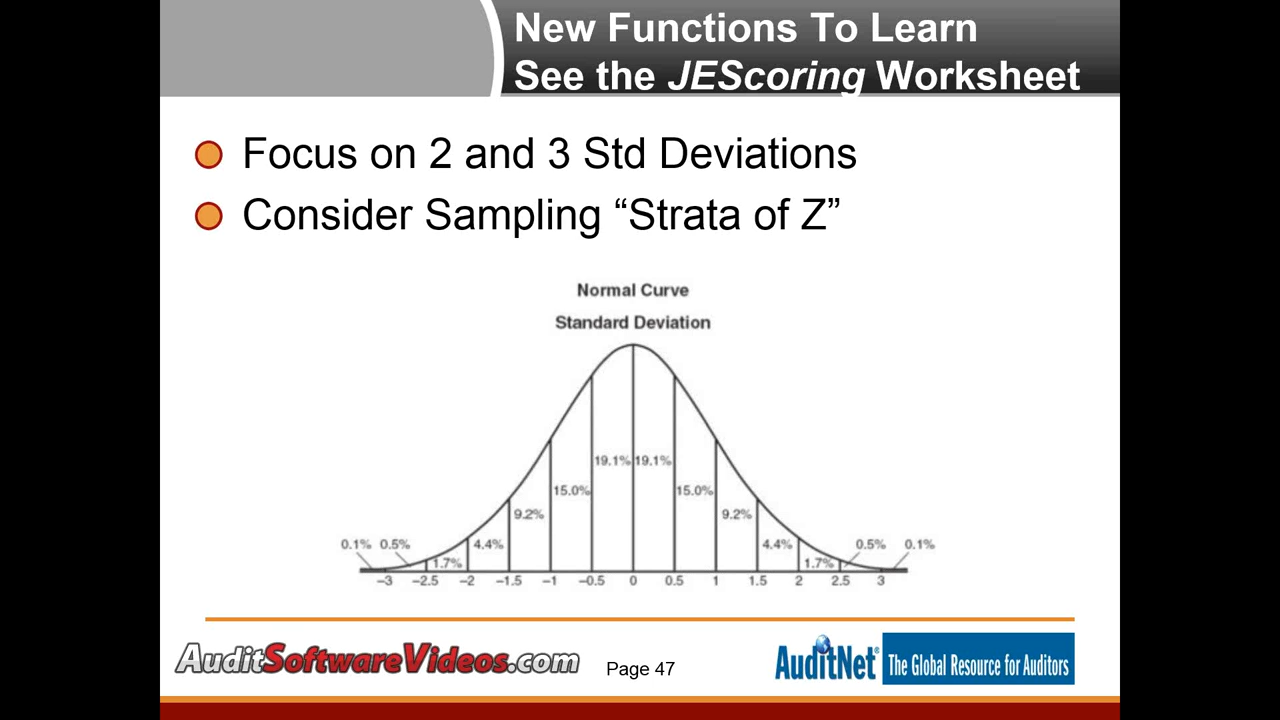 New Functions To Learn
See the JEScoring Worksheet
Focus on 2 and 3 Std Deviations
Consider Sampling “Strata of Z”
Normal Curve
Standard Deviation
19.1% 19.1%
15.0% 15.0%
9.2% 9.2%
0.1% 0.5% 4.4% 4.4% 0.5% 0.1%
1.7% 1.7%
−3 −2.5 −2 −1.5 −1 −0.5 0 0.5 1 1.5 2 2.5 3
AuditSoftwareVideos.com
Page 47
AuditNet® The Global Resource for Auditors